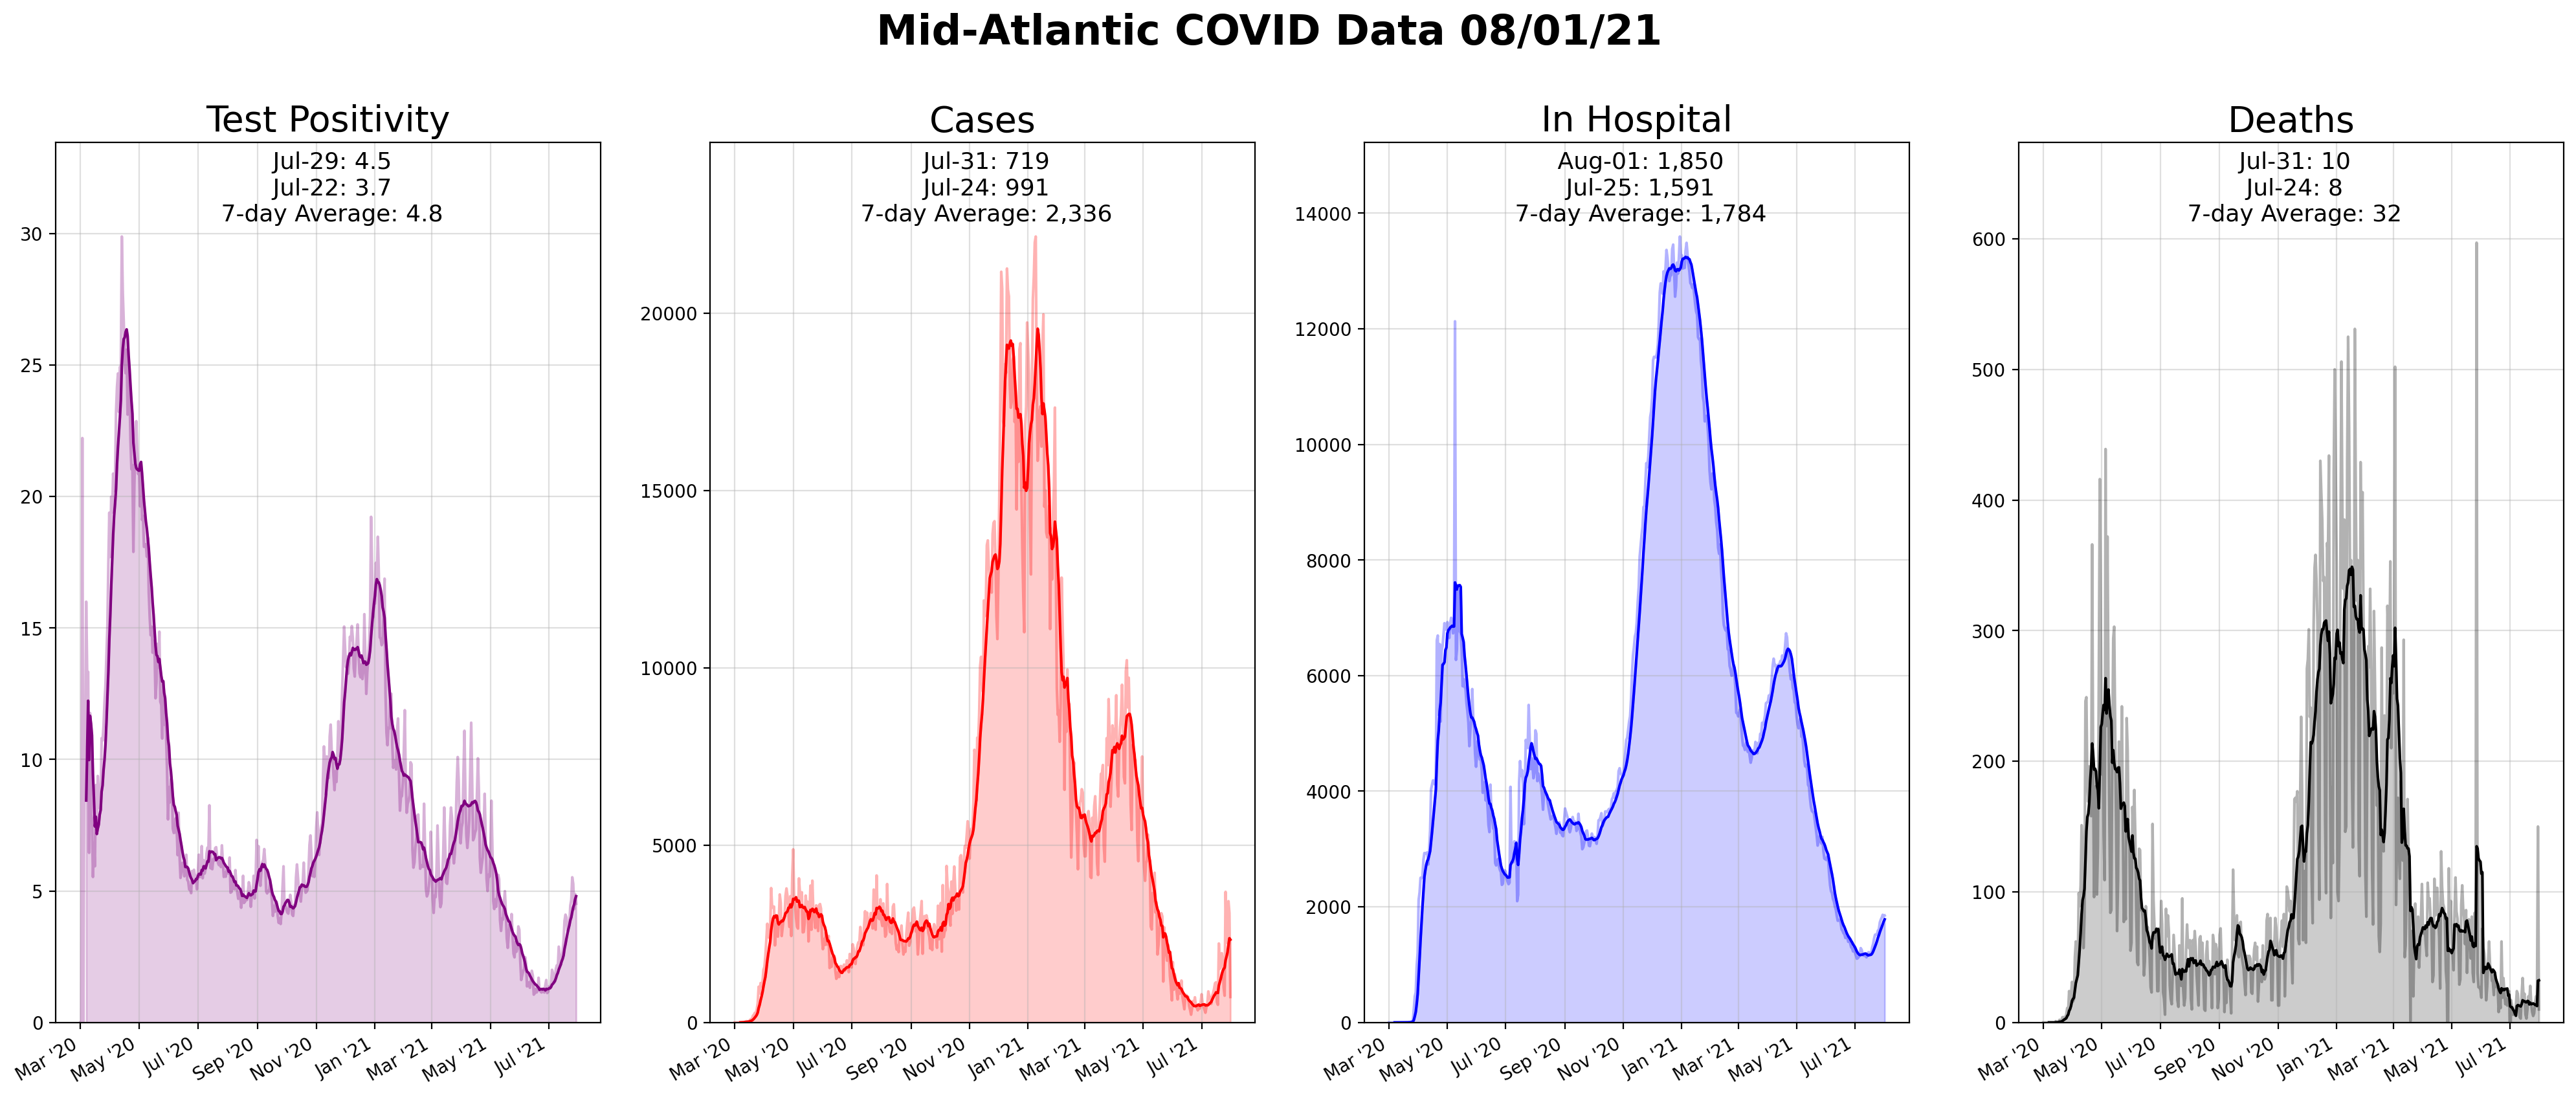 Mid-Atlantic COVID Data 08/01/21
Test Positivity
Jul-29: 4.5
Jul-22: 3.7
7-day Average: 4.8
30
25
20
15
10
5
0
Mar '20
May '20
Jul '20
Sep '20
Nov '20
Jan '21
Mar '21
May '21
Jul '21
Cases
Jul-31: 719
Jul-24: 991
7-day Average: 2,336
20000
15000
10000
5000
0
Mar '20
May '20
Jul '20
Sep '20
Nov '20
Jan '21
Mar '21
May '21
Jul '21
In Hospital
Aug-01: 1,850
Jul-25: 1,591
7-day Average: 1,784
14000
12000
10000
8000
6000
4000
2000
0
Mar '20
May '20
Jul '20
Sep '20
Nov '20
Jan '21
Mar '21
May '21
Jul '21
Deaths
Jul-31: 10
Jul-24: 8
7-day Average: 32
600
500
400
300
200
100
0
Mar '20
May '20
Jul '20
Sep '20
Nov '20
Jan '21
Mar '21
May '21
Jul '21